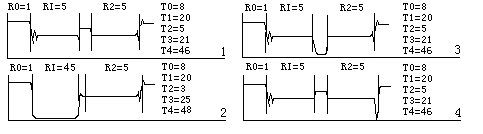 R0=1 RI=5 R2=5 T0=8
T1=20
T2=5
T3=21
T4=46
1
R0=1 RI=5 R2=5 T0=8
T1=20
T2=5
T3=21
T4=46
3
R0=1 RI=45 R2=5 T0=8
T1=20
T2=3
T3=25
T4=48
2
R0=1 RI=5 R2=5 T0=8
T1=20
T2=5
T3=21
T4=46
4